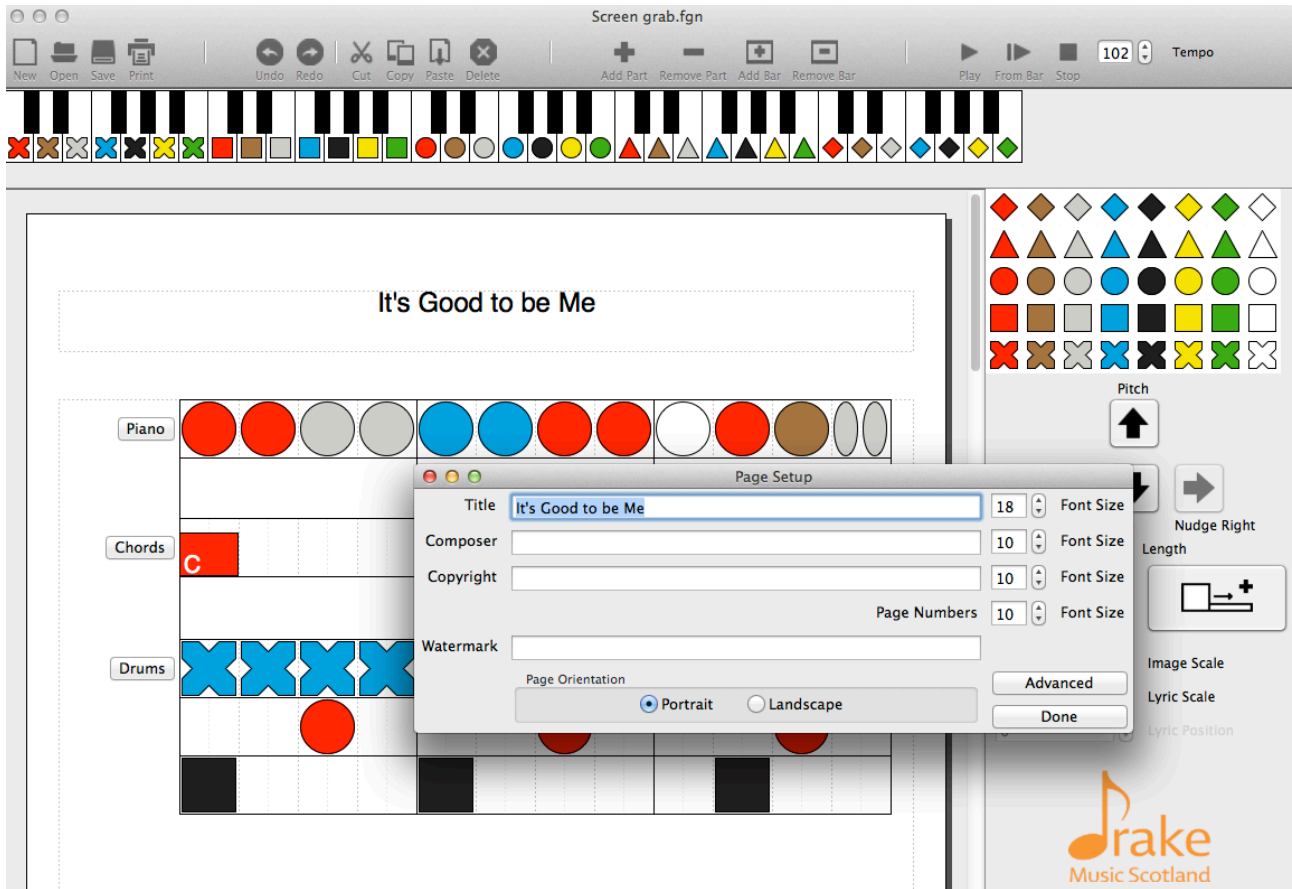 Screen grab.fgn
New Open Save Print Undo Redo Cut Copy Paste Delete Add Part Remove Part Add Bar Remove Bar Play From Bar Stop 102 Tempo
It's Good to be Me
Pitch
Piano
Page Setup
Title It's Good to be Me 18 Font Size
Nudge Right
Composer 10 Font Size
Chords
Length
C
Copyright 10 Font Size
Page Numbers 10 Font Size
Watermark
Drums
Image Scale
Page Orientation
Advanced
Lyric Scale
Portrait Landscape
Done
Lyric Position
Drake
Music Scotland